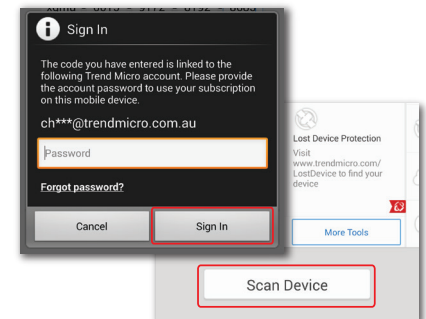 Sign In
The code you have entered is linked to the
following Trend Micro account. Please provide
the account password to use your subscription
on this mobile device.
ch***@trendmicro.com.au
Password
Forgot password?
Cancel
Sign In
Lost Device Protection
Visit
www.trendmicro.com/
LostDevice to find your
device
More Tools
Scan Device